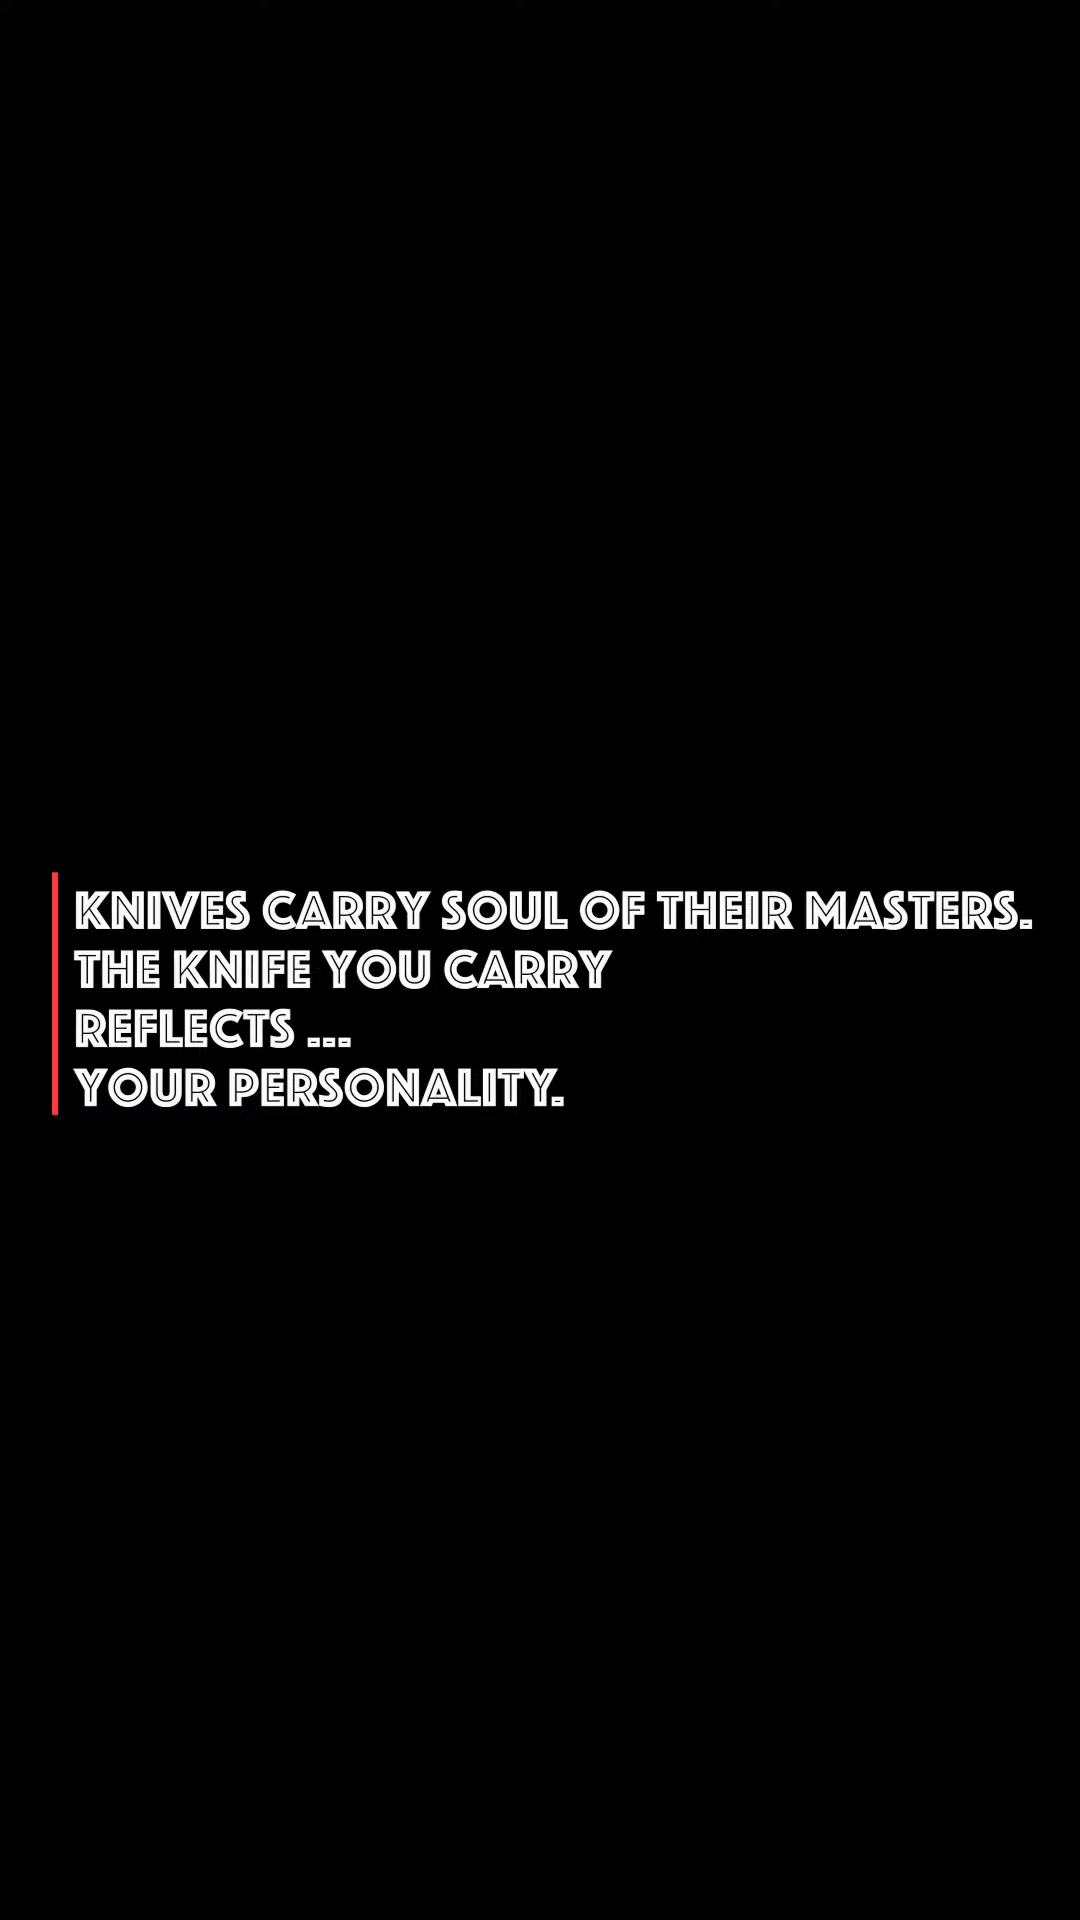 KNIVES CARRY SOUL OF THEIR MASTERS.
THE KNIFE YOU CARRY
REFLECTS ...
YOUR PERSONALITY.